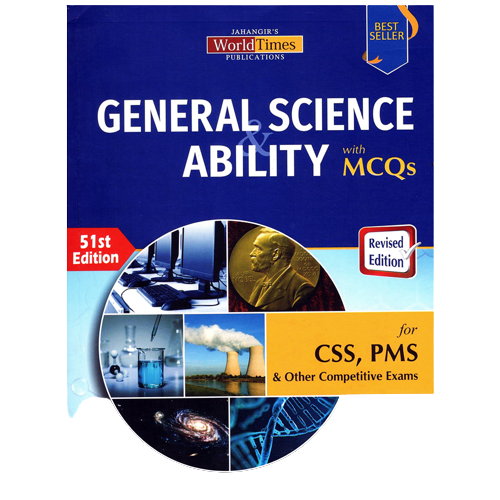 JAHANGIR'S
WorldTimes
PUBLICATIONS
BEST
SELLER
GENERAL SCIENCE
&
ABILITY with MCQs
51st
Edition
Revised
Edition
for
CSS, PMS
& Other Competitive Exams